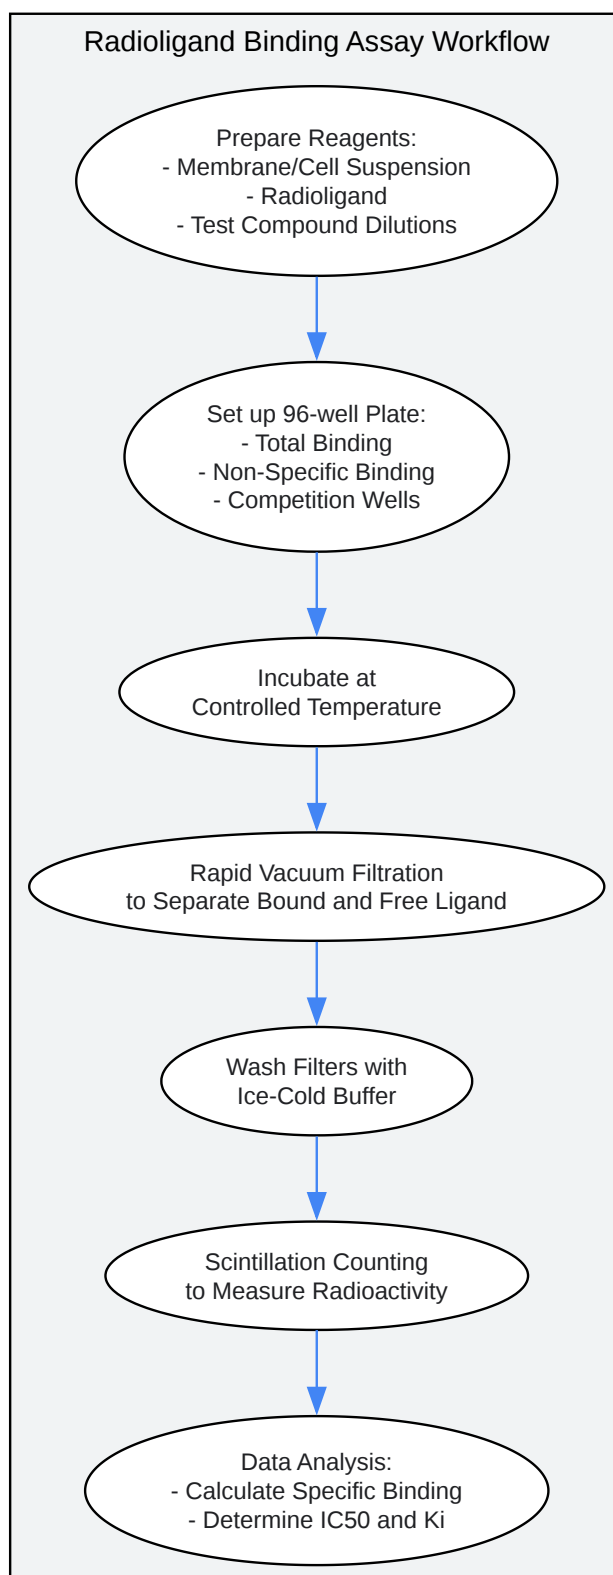 Radioligand Binding Assay Workflow
Prepare Reagents:
- Membrane/Cell Suspension
- Radioligand
- Test Compound Dilutions
Set up 96-well Plate:
- Total Binding
- Non-Specific Binding
- Competition Wells
Incubate at
Controlled Temperature
Rapid Vacuum Filtration
to Separate Bound and Free Ligand
Wash Filters with
Ice-Cold Buffer
Scintillation Counting
to Measure Radioactivity
Data Analysis:
- Calculate Specific Binding
- Determine IC50 and Ki